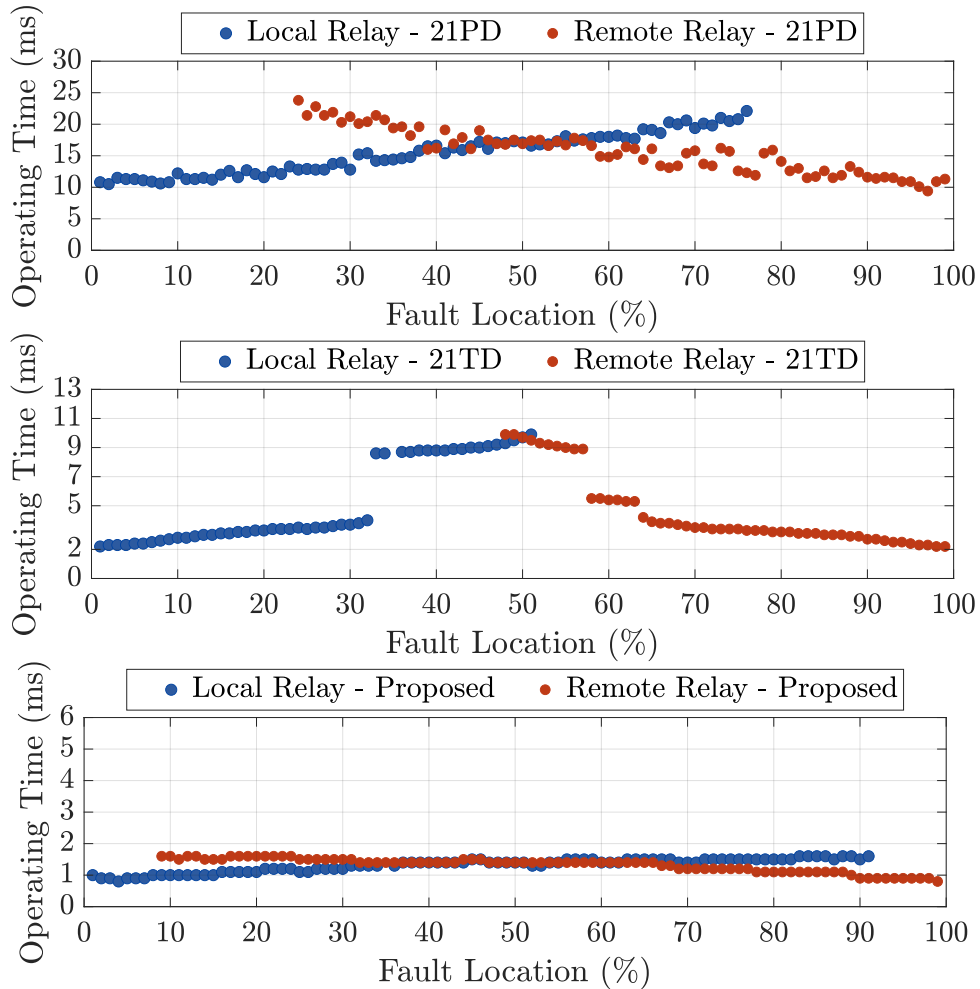 Local Relay - 21PD Remote Relay - 21PD
Operating Time (ms)
30
25
20
15
10
5
0
0 10 20 30 40 50 60 70 80 90 100
Fault Location (%)
Local Relay - 21TD Remote Relay - 21TD
Operating Time (ms)
13
11
9
7
5
2
0
0 10 20 30 40 50 60 70 80 90 100
Fault Location (%)
Local Relay - Proposed Remote Relay - Proposed
Operating Time (ms)
6
5
4
3
2
1
0
0 10 20 30 40 50 60 70 80 90 100
Fault Location (%)